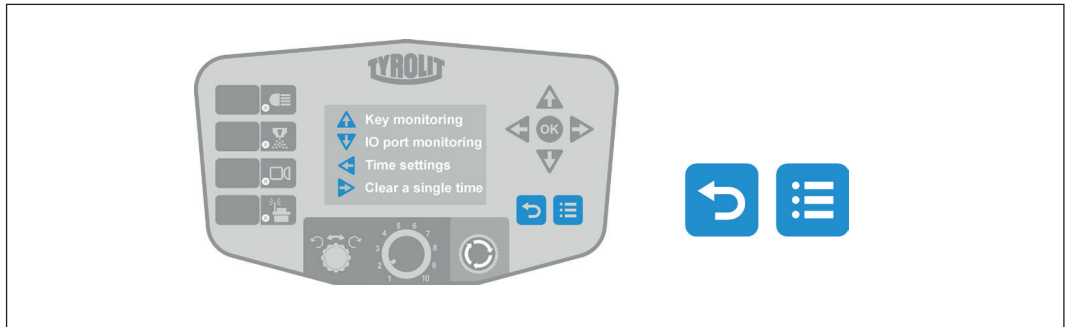 TYROLIT
Key monitoring
IO port monitoring
Time settings
Clear a single time
OK
1
2
3
4
5
6
7
8
9
10